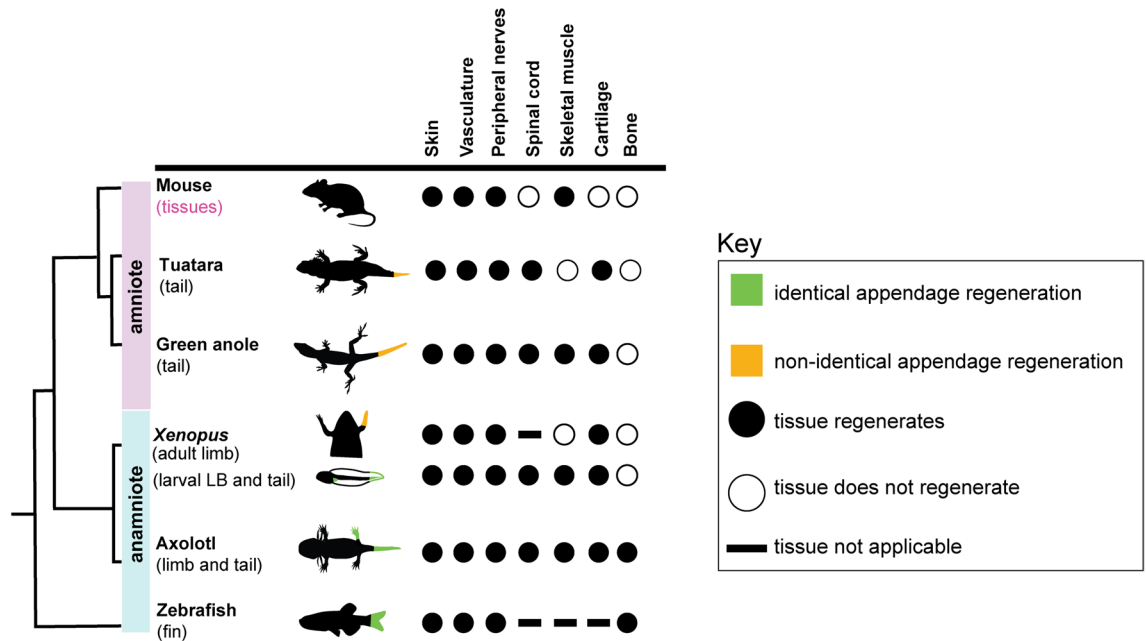 Skin
Vasculature
Peripheral nerves
Spinal cord
Skeletal muscle
Cartilage
Bone
amniote
anamniote
Mouse
(tissues)
Tuatara
(tail)
Green anole
(tail)
Xenopus
(adult limb)
(larval LB and tail)
Axolotl
(limb and tail)
Zebrafish
(fin)
Key
identical appendage regeneration
non-identical appendage regeneration
tissue regenerates
tissue does not regenerate
tissue not applicable